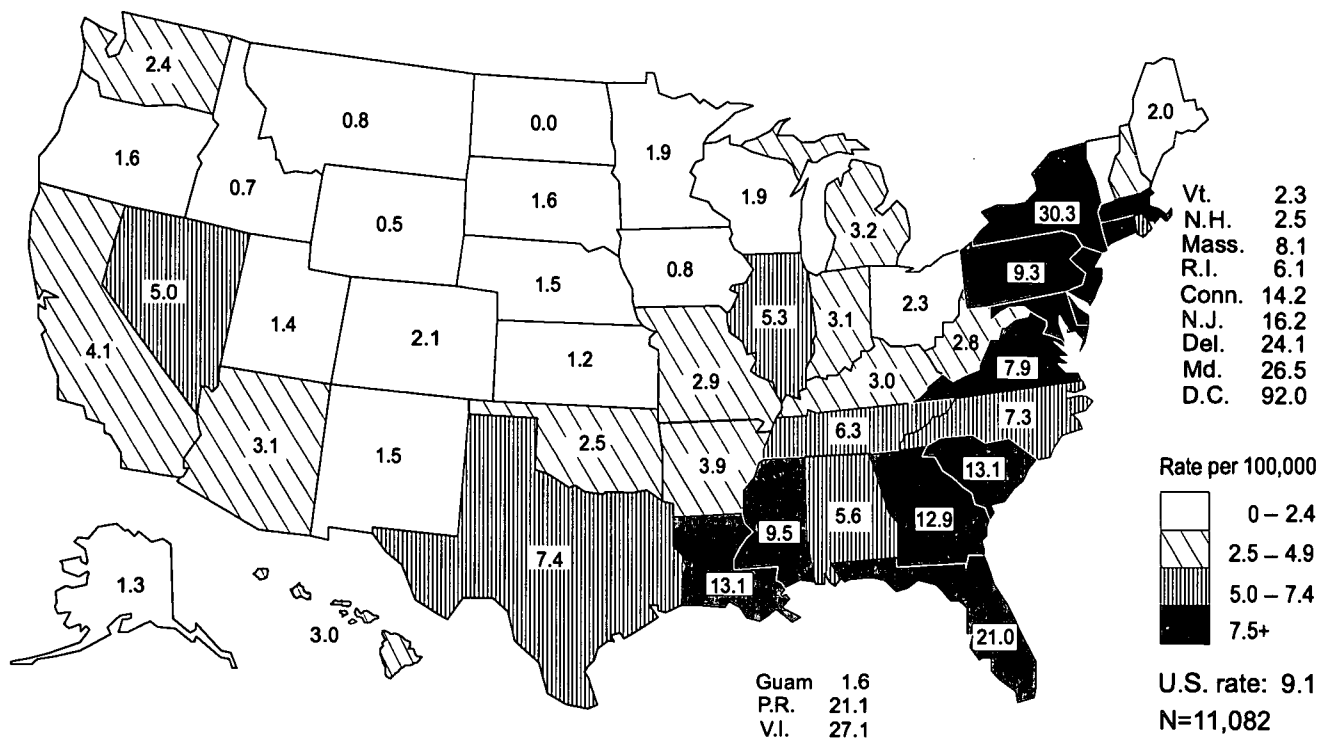 2.4
2.0
0.8
0.0
1.9
1.6
0.7
1.6
1.9
30.3
0.5
3.2
9.3
5.0
1.5
0.8
2.3
1.4
2.1
5.3
3.1
2.8
4.1
1.2
2.9
3.0
7.9
3.1
1.5
2.5
3.9
6.3
7.3
13.1
7.4
9.5
5.6
12.9
13.1
1.3
3.0
21.0
Vt. 2.3
N.H. 2.5
Mass. 8.1
R.I. 6.1
Conn. 14.2
N.J. 16.2
Del. 24.1
Md. 26.5
D.C. 92.0
Rate per 100,000
0 – 2.4
2.5 – 4.9
5.0 – 7.4
7.5+
U.S. rate: 9.1
N=11,082
Guam 1.6
P.R. 21.1
V.I. 27.1